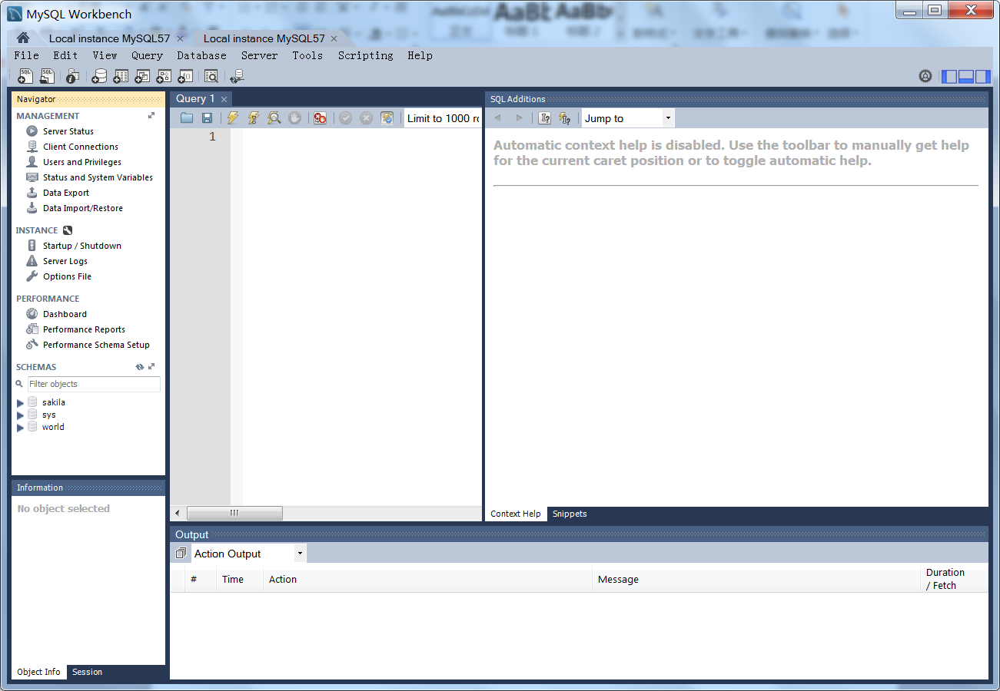 MySQL Workbench
Local instance MySQL57
Local instance MySQL57
File Edit View Query Database Server Tools Scripting Help
Navigator
MANAGEMENT
Server Status
Client Connections
Users and Privileges
Status and System Variables
Data Export
Data Import/Restore
INSTANCE
Startup / Shutdown
Server Logs
Options File
PERFORMANCE
Dashboard
Performance Reports
Performance Schema Setup
SCHEMAS
Filter objects
sakila
sys
world
Information
No object selected
Object Info Session
Query 1
Limit to 1000 ro
1
SQL Additions
Jump to
Automatic context help is disabled. Use the toolbar to manually get help
for the current caret position or to toggle automatic help.
Context Help Snippets
Output
Action Output
# Time Action Message Duration
/ Fetch